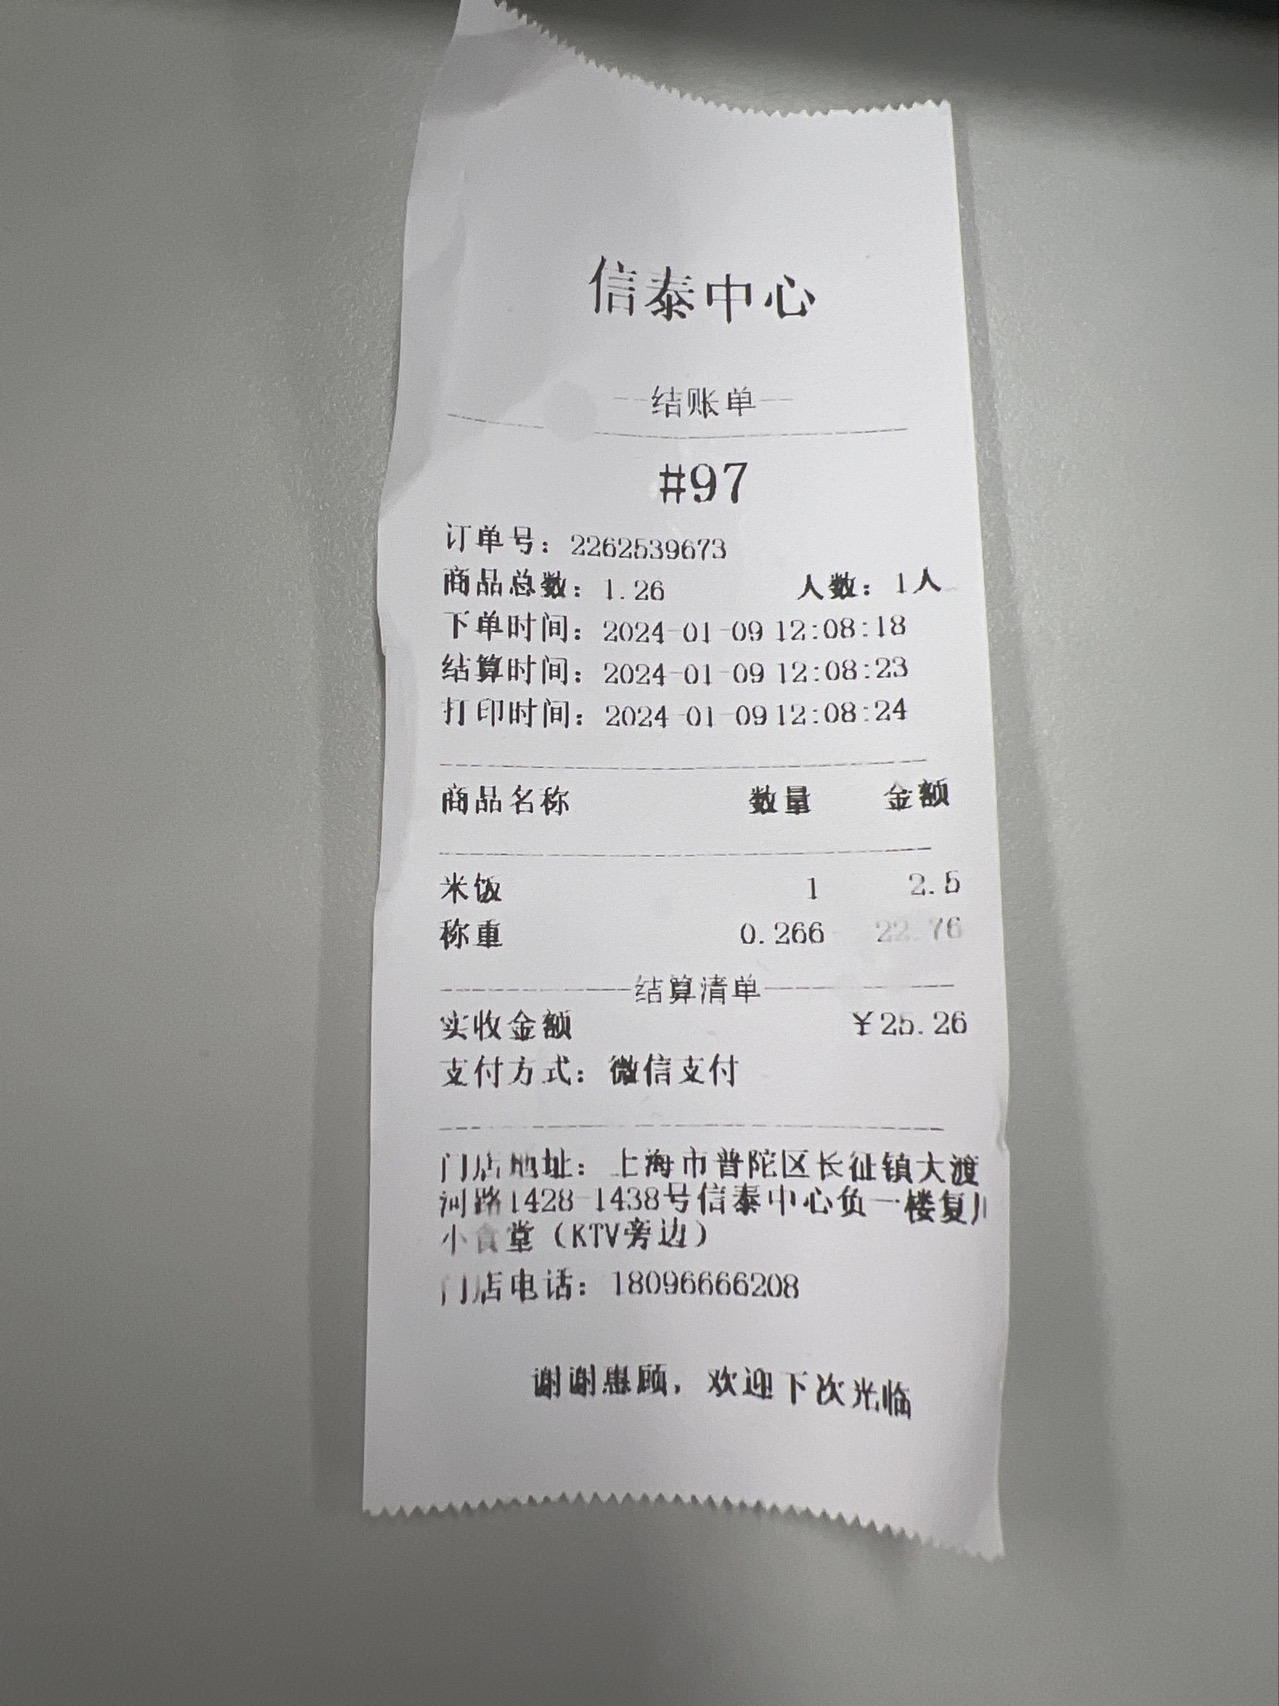 信泰中心
--结账单--
#97
订单号：2262539673
商品总数：1.26 人数：1人
下单时间：2024-01-09 12:08:18
结算时间：2024-01-09 12:08:23
打印时间：2024-01-09 12:08:24
商品名称 数量 金额
米饭 1 2.5
称重 0.266 22.76
结算清单
实收金额 ￥25.26
支付方式：微信支付
门店地址：上海市普陀区长征镇大渡
河路1428-1438号信泰中心负一楼复川
小食堂（KTV旁边）
门店电话：18096666208
谢谢惠顾，欢迎下次光临